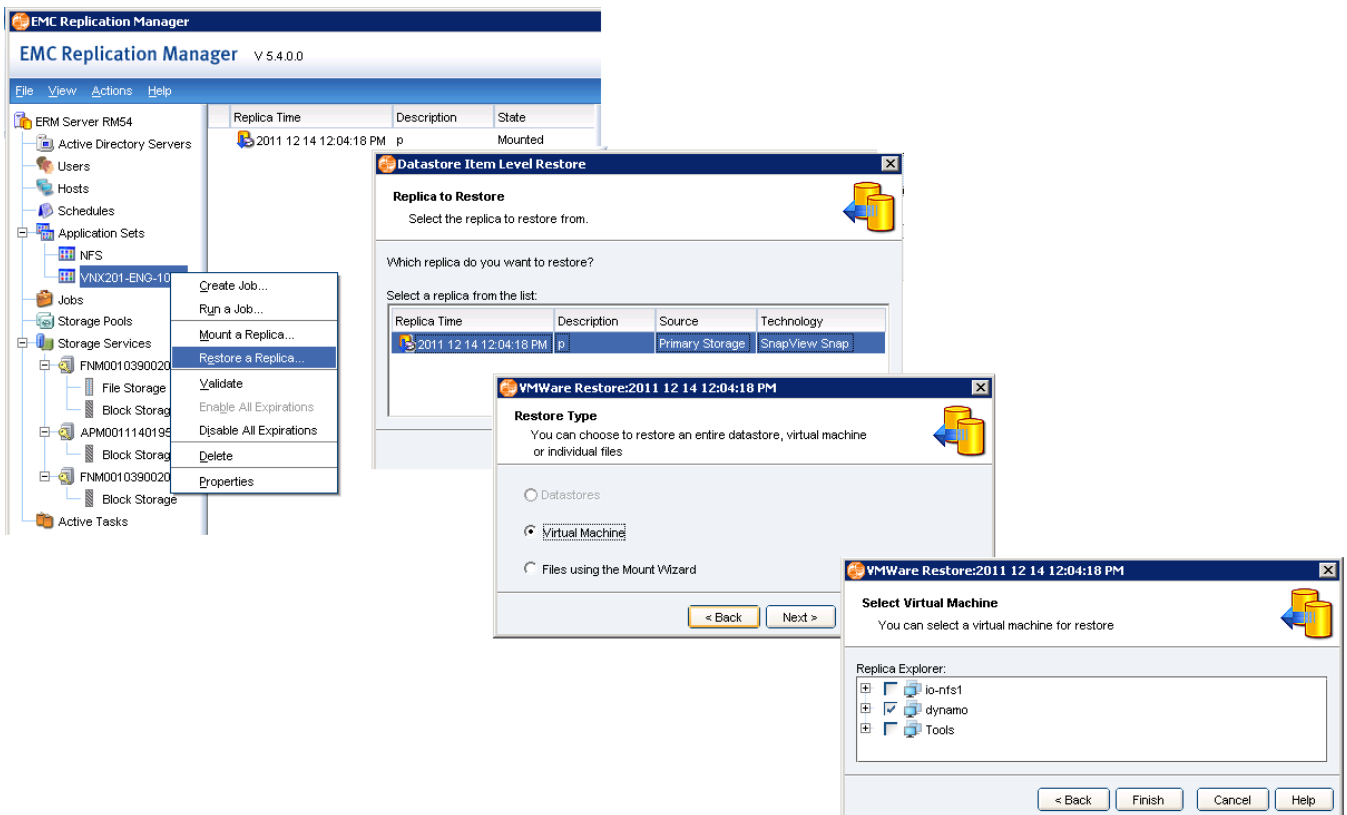 EMC Replication Manager
EMC Replication Manager V 5.4.0.0
File View Actions Help
ERM Server RM54
Active Directory Servers
Users
Hosts
Schedules
Application Sets
NFS
VNX201-ENG-10
Jobs
Storage Pools
Storage Services
FNM0010390020
File Storage
Block Storag
APM0011140195
Block Storag
FNM0010390020
Block Storage
Active Tasks
Replica Time Description State
2011 12 14 12:04:18 PM p Mounted
Create Job...
Run a Job...
Mount a Replica...
Restore a Replica...
Validate
Enable All Expirations
Disable All Expirations
Delete
Properties
Datastore Item Level Restore
Replica to Restore
Select the replica to restore from.
Which replica do you want to restore?
Select a replica from the list:
Replica Time Description Source Technology
2011 12 14 12:04:18 PM p Primary Storage SnapView Snap
VMWare Restore:2011 12 14 12:04:18 PM
Restore Type
You can choose to restore an entire datastore, virtual machine
or individual files
Datastores
Virtual Machine
Files using the Mount Wizard
< Back Next >
VMWare Restore:2011 12 14 12:04:18 PM
Select Virtual Machine
You can select a virtual machine for restore
Replica Explorer:
io-nfs1
dynamo
Tools
< Back Finish Cancel Help